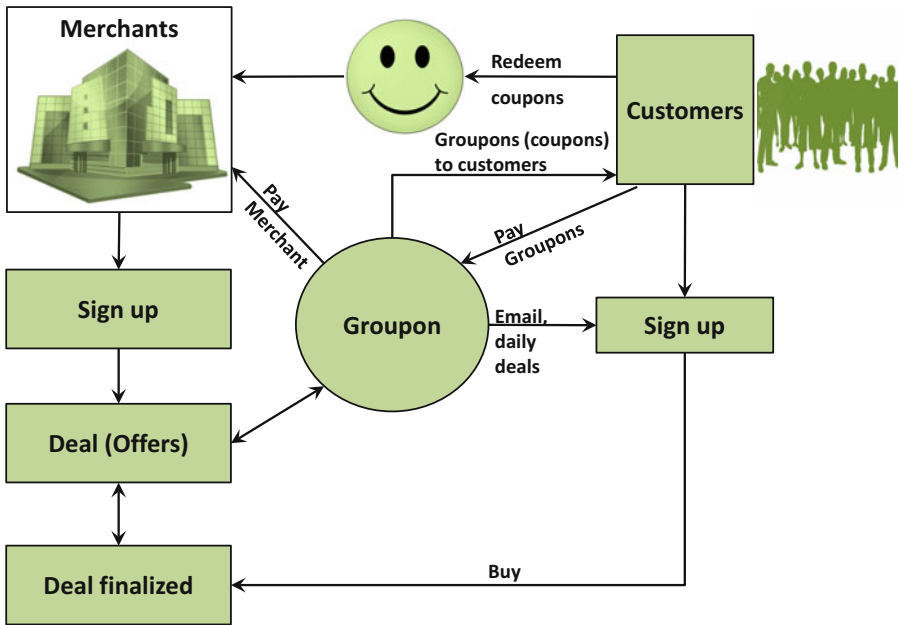 Merchants
Redeem
coupons
Customers
Groupons (coupons)
to customers
Pay
Merchant
Pay
Groupons
Sign up
Groupon
Email,
daily
deals
Sign up
Deal (Offers)
Deal finalized
Buy